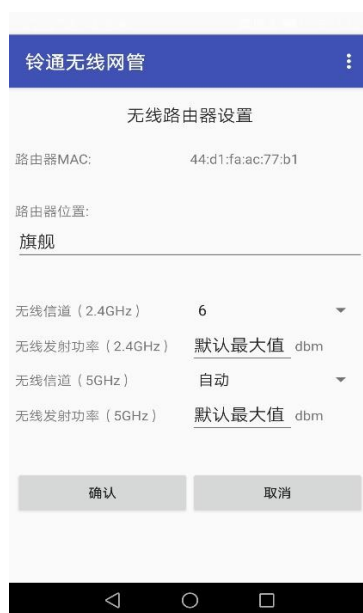 铃通无线网管
无线路由器设置
路由器MAC: 44:d1:fa:ac:77:b1
路由器位置:
旗舰
无线信道（2.4GHz） 6
无线发射功率（2.4GHz） 默认最大值 dbm
无线信道（5GHz） 自动
无线发射功率（5GHz） 默认最大值 dbm
确认 取消